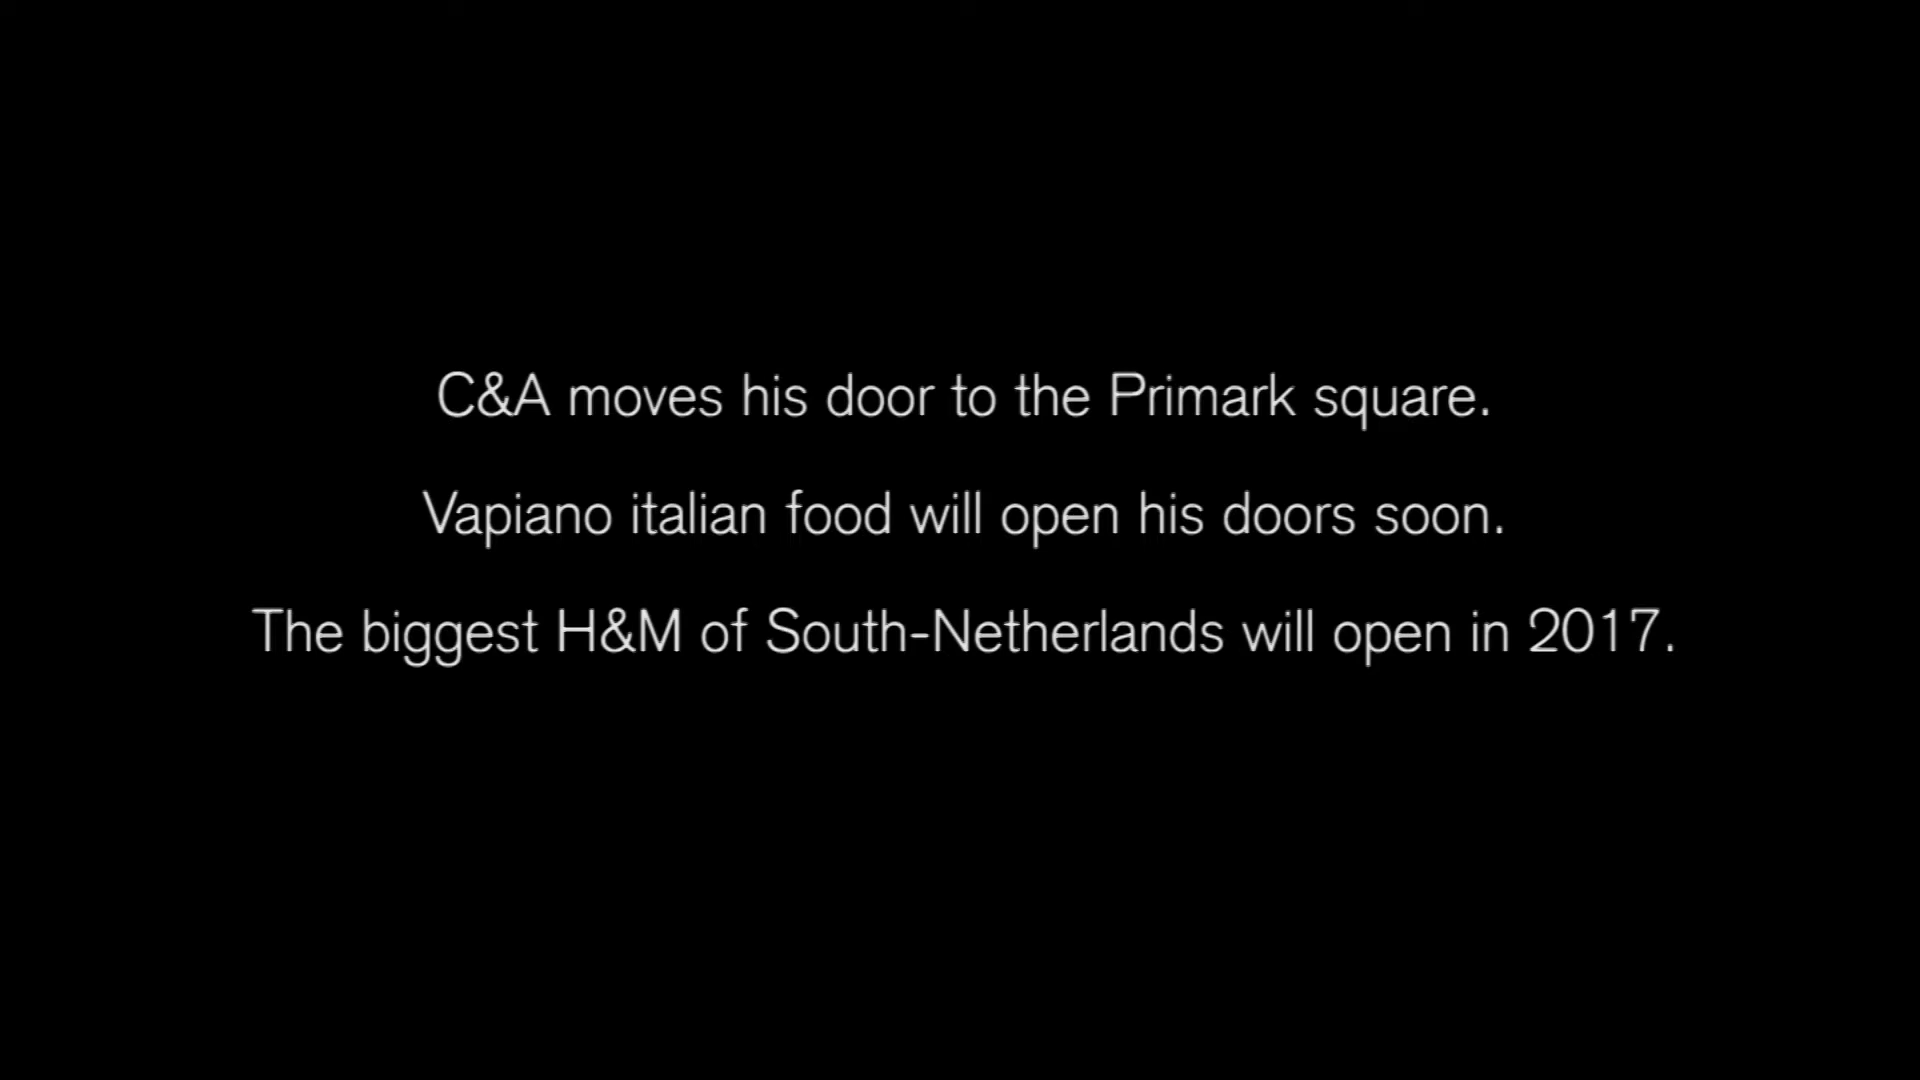 C&A moves his door to the Primark square.
Vapiano italian food will open his doors soon.
The biggest H&M of South-Netherlands will open in 2017.